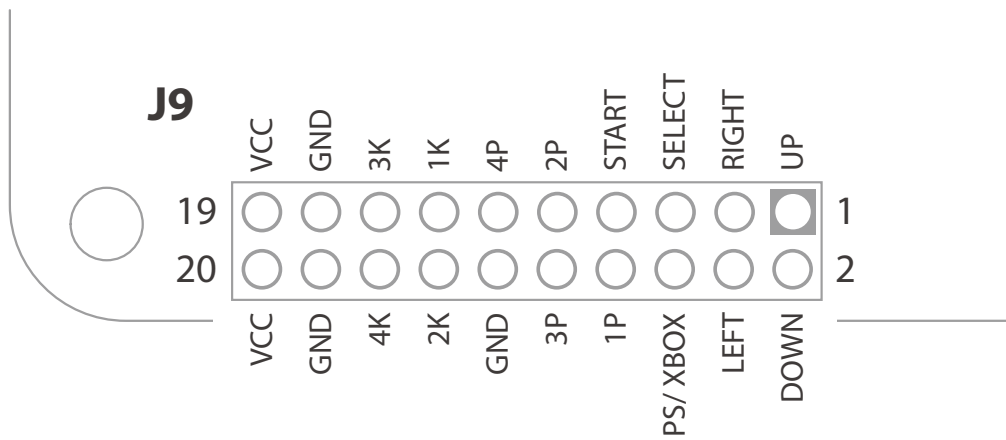 J9
VCC GND 3K 1K 4P 2P START SELECT RIGHT UP
19 1
20 2
VCC GND 4K 2K GND 3P 1P PS/ XBOX LEFT DOWN